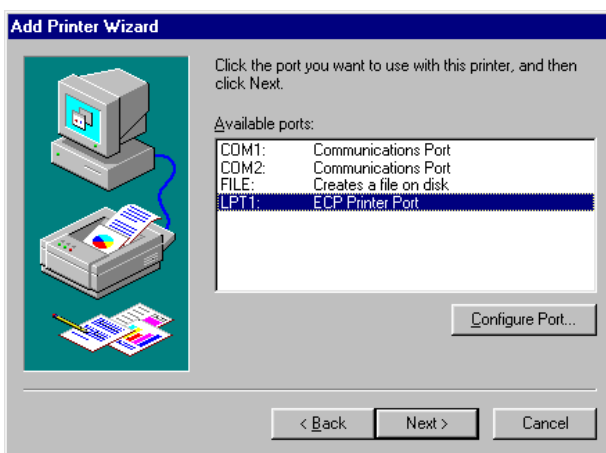 Add Printer Wizard
Click the port you want to use with this printer, and then
click Next.
Available ports:
COM1: Communications Port
COM2: Communications Port
FILE: Creates a file on disk
LPT1: ECP Printer Port
Configure Port...
< Back Next > Cancel